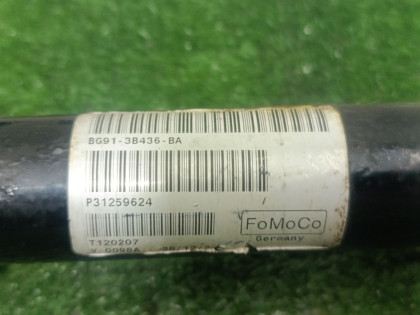 BG91-3B436-BA
P31259624
FoMoCo
Germany
T120207